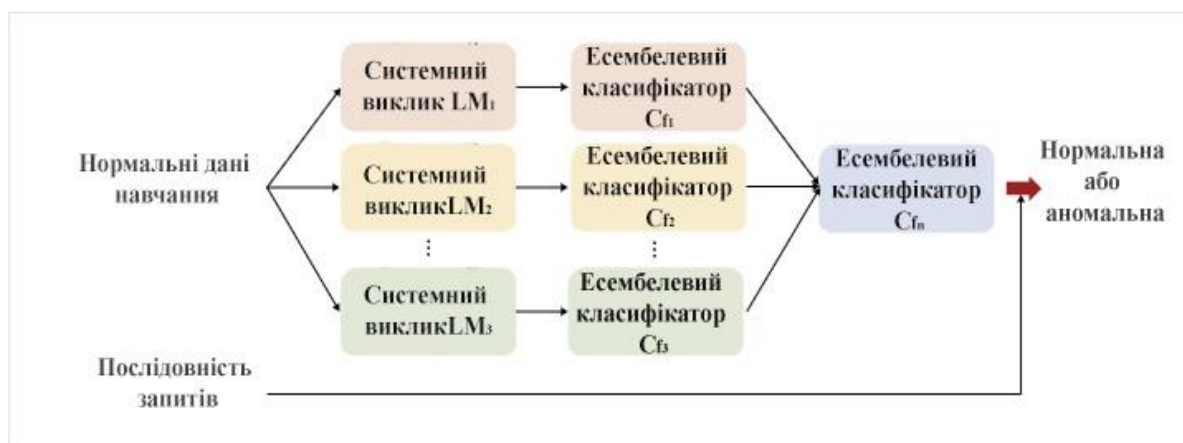 Нормальні дані
навчання
Системний
виклик LM₁
Есембелевий
класифікатор
Cf₁
Системний
викликLM₂
Есембелевий
класифікатор
Cf₂
⋮
⋮
Системний
викликLM₃
Есембелевий
класифікатор
Cf₃
Есембелевий
класифікатор
Cfₙ
Нормальна
або
аномальна
Послідовність
запитів